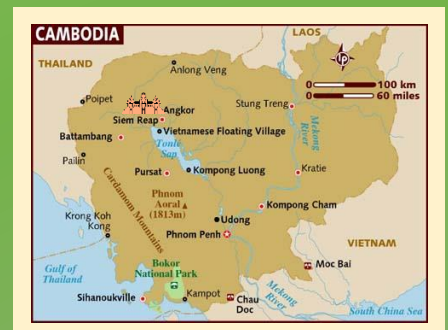 CAMBODIA
LAOS
THAILAND
Anlong Veng
LP
0 100 km
0 60 miles
Poipet
Angkor
Siem Reap
Stung Treng
Battambang
Vietnamese Floating Village
Mekong
River
Tonlé
Sap
Pailin
Pursat
Kompong Luong
Kratie
Cardamom Mountains
Phnom
Aoral
(1813m)
Krong Koh
Kong
Udong
Kompong Cham
Phnom Penh
VIETNAM
Gulf of
Thailand
Bokor
National Park
Moc Bai
Sihanoukville
Kampot
Chau
Doc
Mekong
River
South China Sea